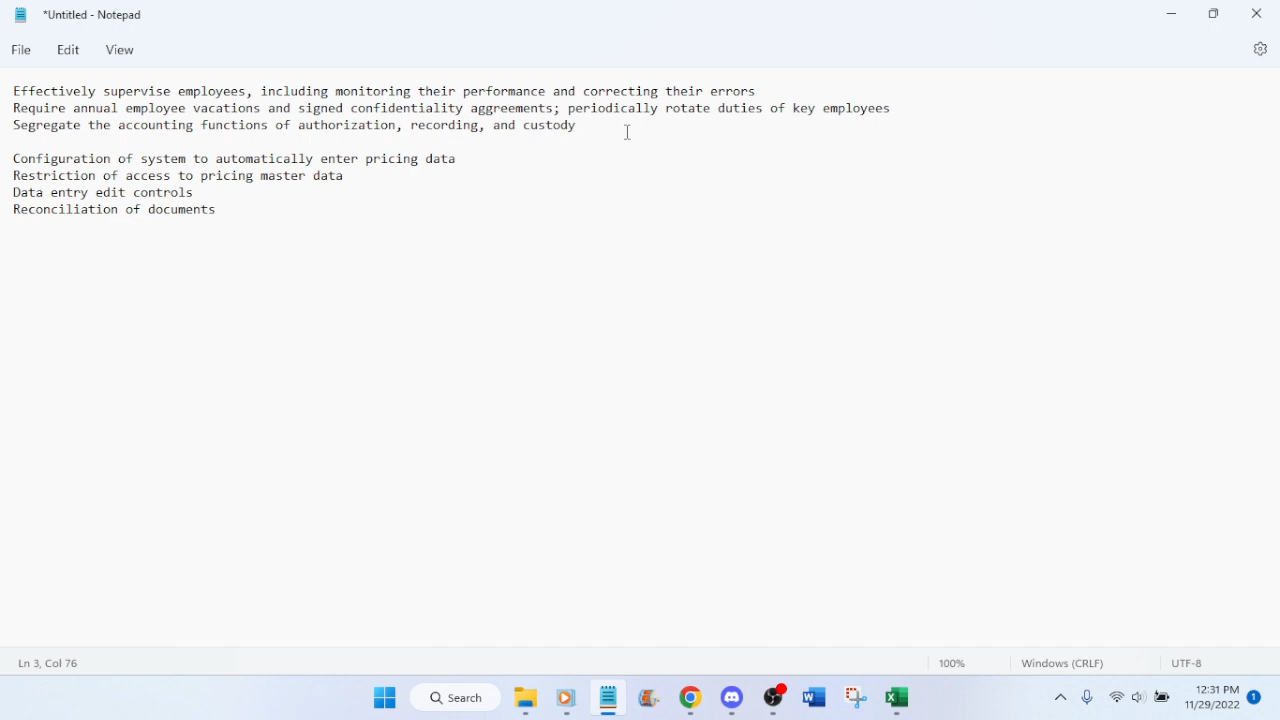 *Untitled - Notepad
File Edit View
Effectively supervise employees, including monitoring their performance and correcting their errors
Require annual employee vacations and signed confidentiality aggreements; periodically rotate duties of key employees
Segregate the accounting functions of authorization, recording, and custody
Configuration of system to automatically enter pricing data
Restriction of access to pricing master data
Data entry edit controls
Reconciliation of documents
Ln 3, Col 76 100% Windows (CRLF) UTF-8
Search 12:31 PM
11/29/2022 1